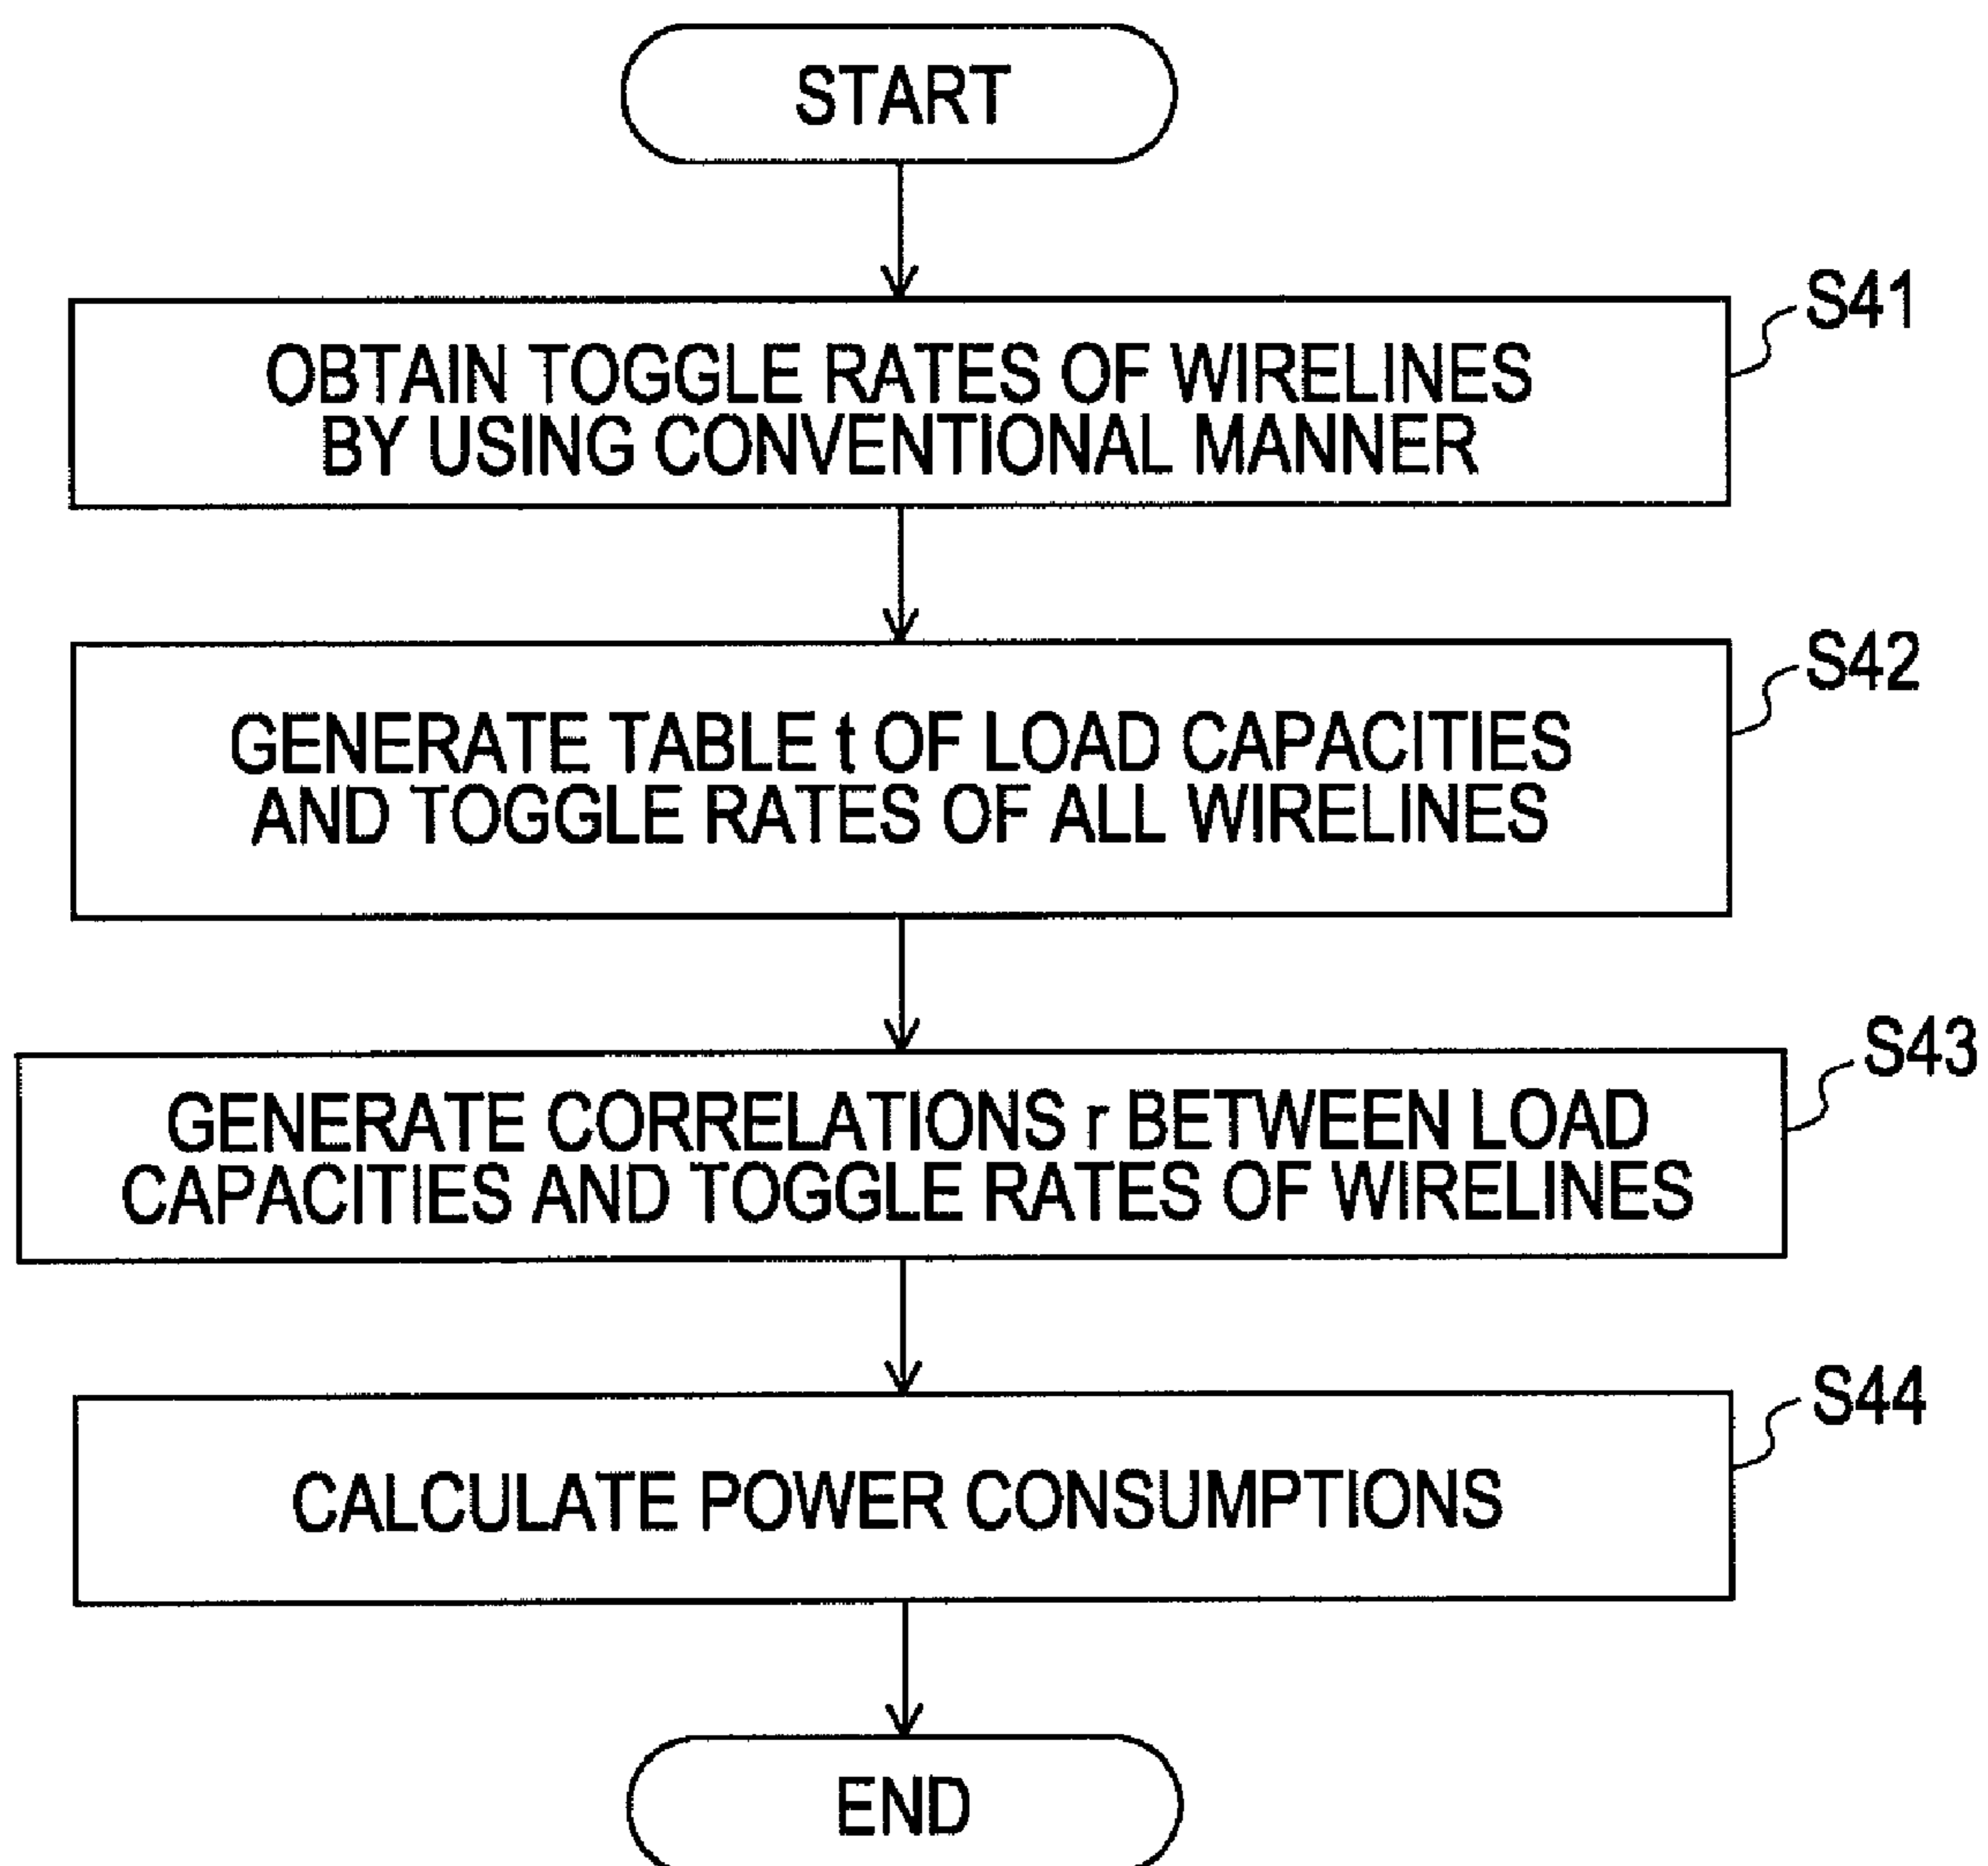 START
S41
OBTAIN TOGGLE RATES OF WIRELINES
BY USING CONVENTIONAL MANNER
S42
GENERATE TABLE t OF LOAD CAPACITIES
AND TOGGLE RATES OF ALL WIRELINES
S43
GENERATE CORRELATIONS r BETWEEN LOAD
CAPACITIES AND TOGGLE RATES OF WIRELINES
S44
CALCULATE POWER CONSUMPTIONS
END